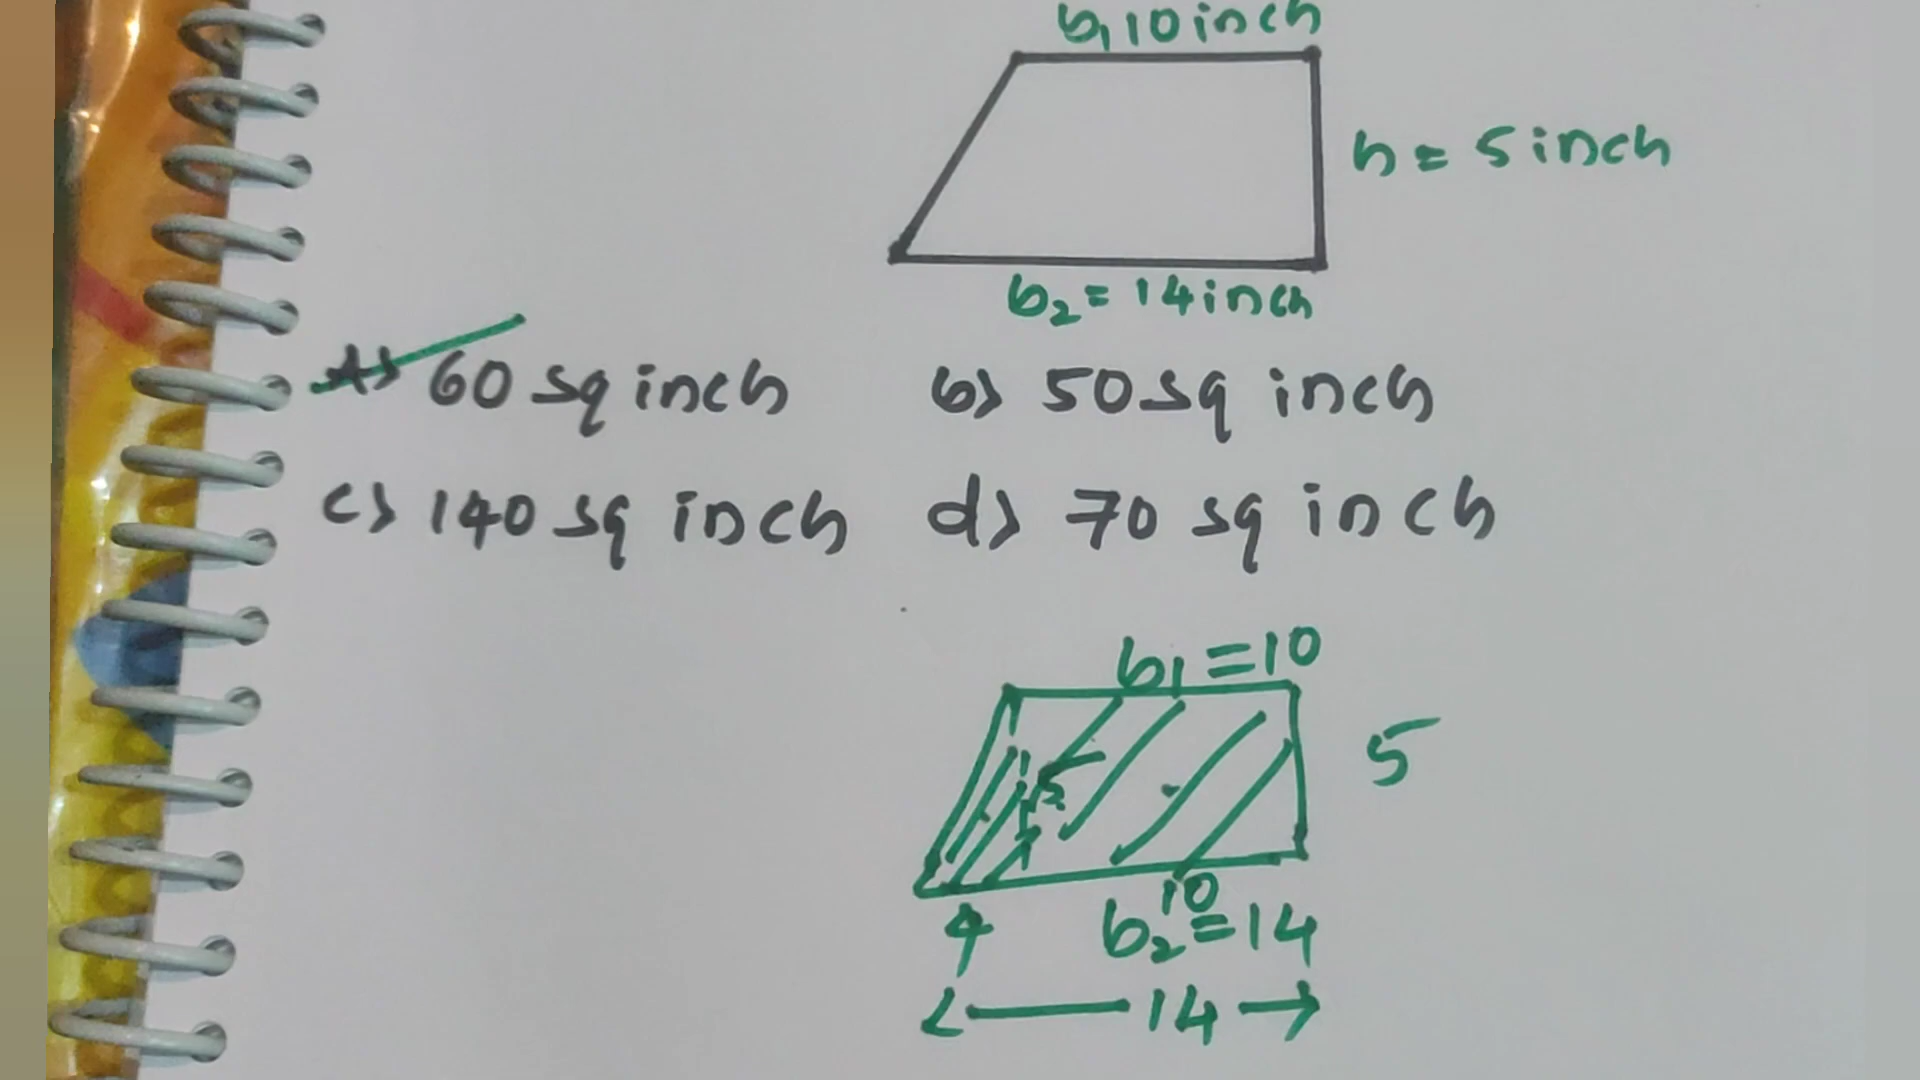 b₁ 10 inch
h = 5 inch
b₂ = 14 inch
A) 60 sq inch b) 50 sq inch
c) 140 sq inch d) 70 sq inch
b₁ = 10
5
5
4 10
b₂ = 14
14